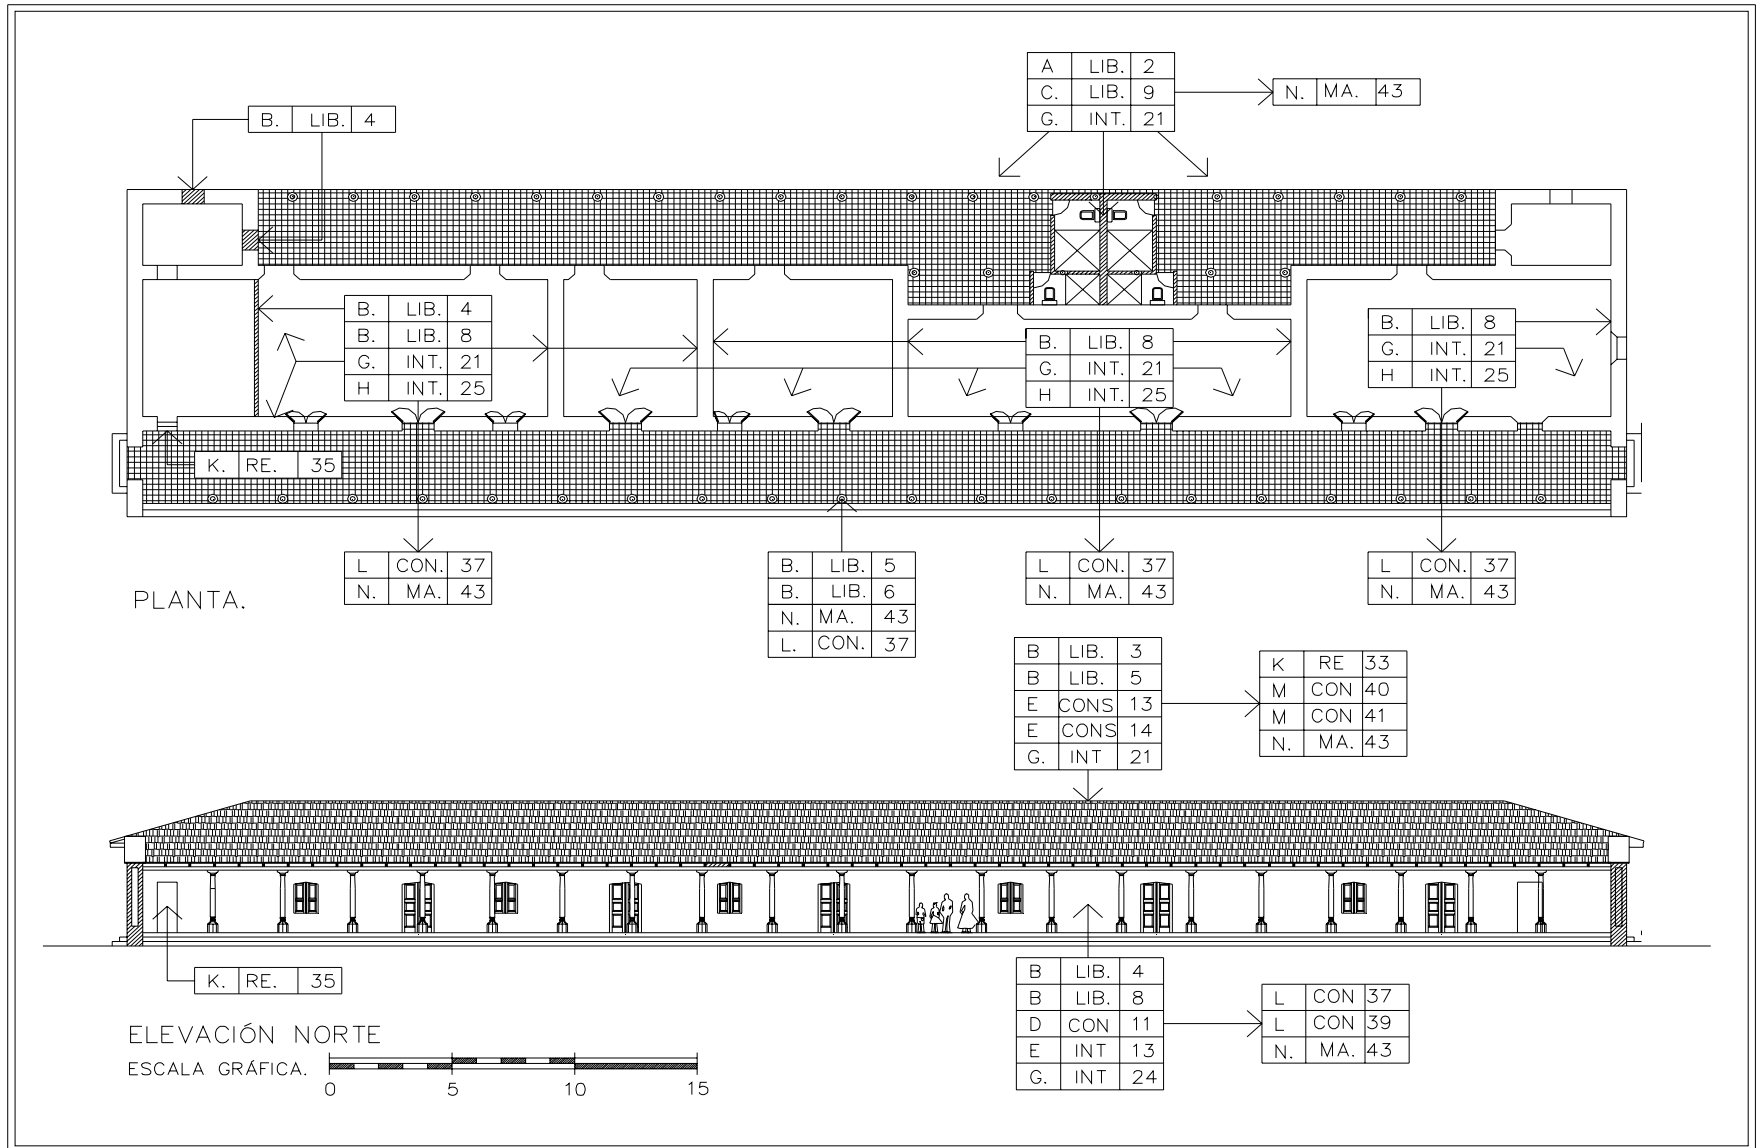 A LIB. 2
C. LIB. 9
G. INT. 21
N. MA. 43
B. LIB. 4
B. LIB. 4
B. LIB. 8
G. INT. 21
H INT. 25
B. LIB. 8
G. INT. 21
H INT. 25
B. LIB. 8
G. INT. 21
H INT. 25
K. RE. 35
L CON. 37
N. MA. 43
B. LIB. 5
B. LIB. 6
N. MA. 43
L. CON. 37
L CON. 37
N. MA. 43
L CON. 37
N. MA. 43
PLANTA.
B LIB. 3
B LIB. 5
E CONS 13
E CONS 14
G. INT 21
K RE 33
M CON 40
M CON 41
N. MA. 43
K. RE. 35
B LIB. 4
B LIB. 8
D CON 11
E INT 13
G. INT 24
L CON 37
L CON 39
N. MA. 43
ELEVACIÓN NORTE
ESCALA GRÁFICA.
0 5 10 15